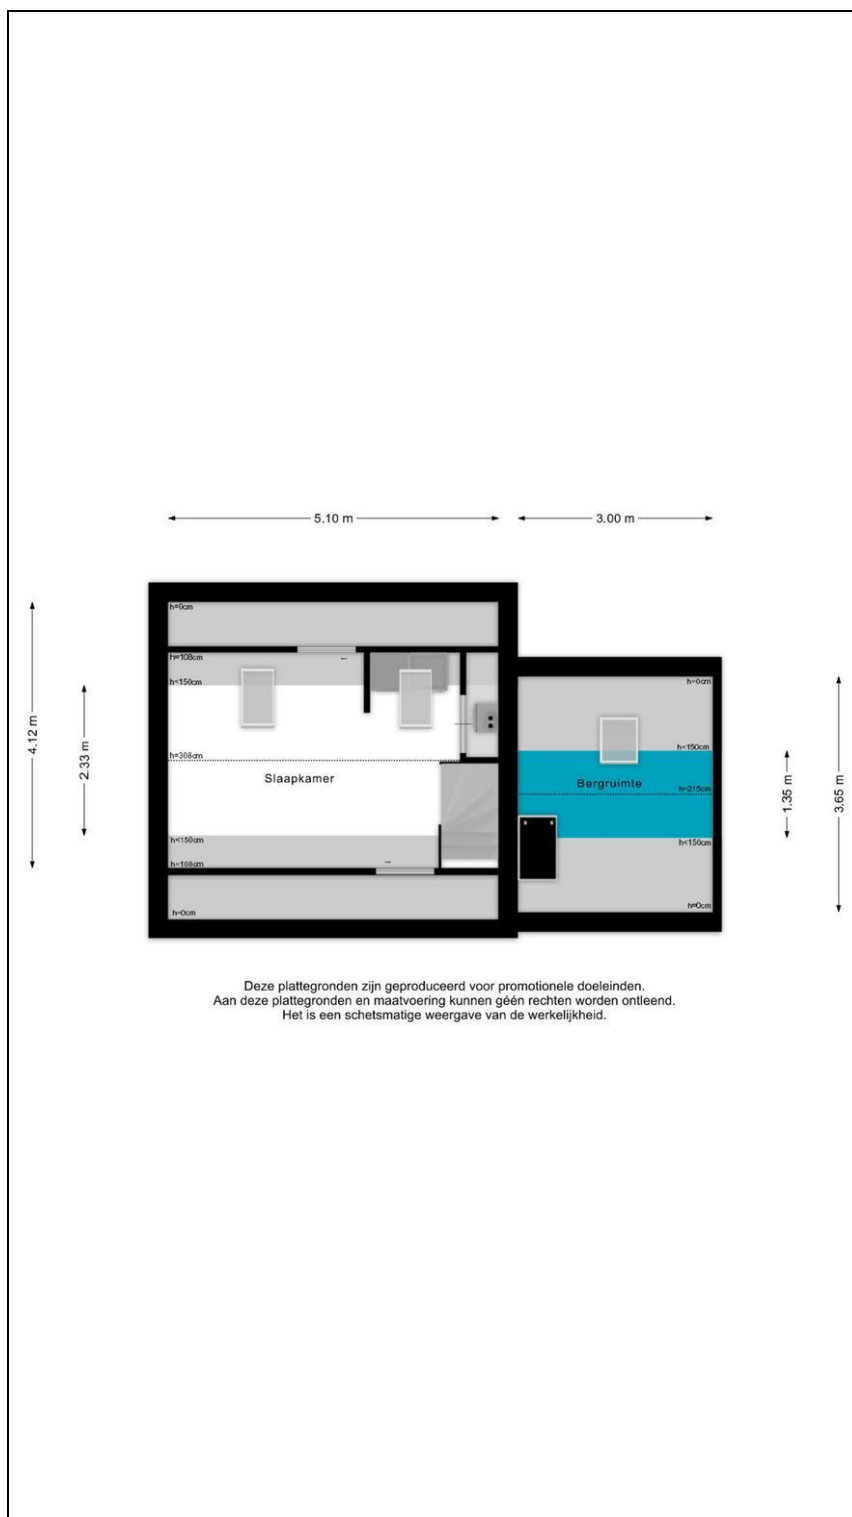 5.10 m
3.00 m
h=0cm
h=108cm
h<150cm
h=308cm
Slaapkamer
h<150cm
h=108cm
h=0cm
4.12 m
2.33 m
h=0cm
h<150cm
Bergruimte
h=215cm
h<150cm
h=0cm
1.35 m
3.65 m
Deze plattegronden zijn geproduceerd voor promotionele doeleinden.
Aan deze plattegronden en maatvoering kunnen géén rechten worden ontleend.
Het is een schetsmatige weergave van de werkelijkheid.